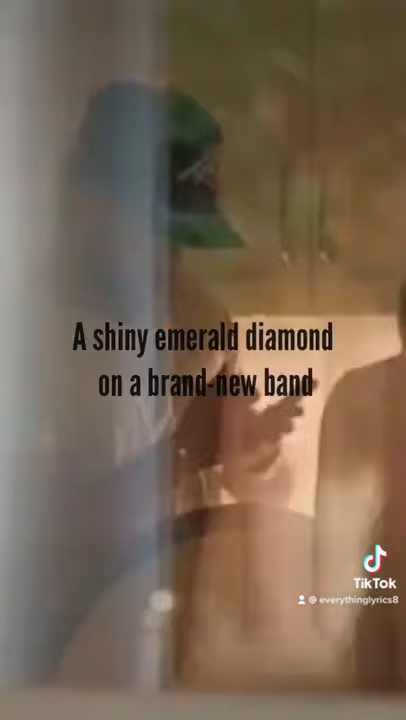 A shiny emerald diamond
on a brand-new band
TikTok
@ everythinglyrics8